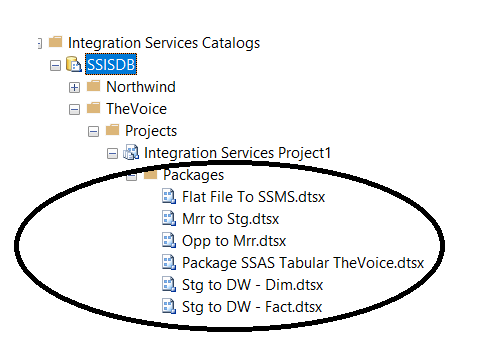 Integration Services Catalogs
SSISDB
Northwind
TheVoice
Projects
Integration Services Project1
Packages
Flat File To SSMS.dtsx
Mrr to Stg.dtsx
Opp to Mrr.dtsx
Package SSAS Tabular TheVoice.dtsx
Stg to DW - Dim.dtsx
Stg to DW - Fact.dtsx